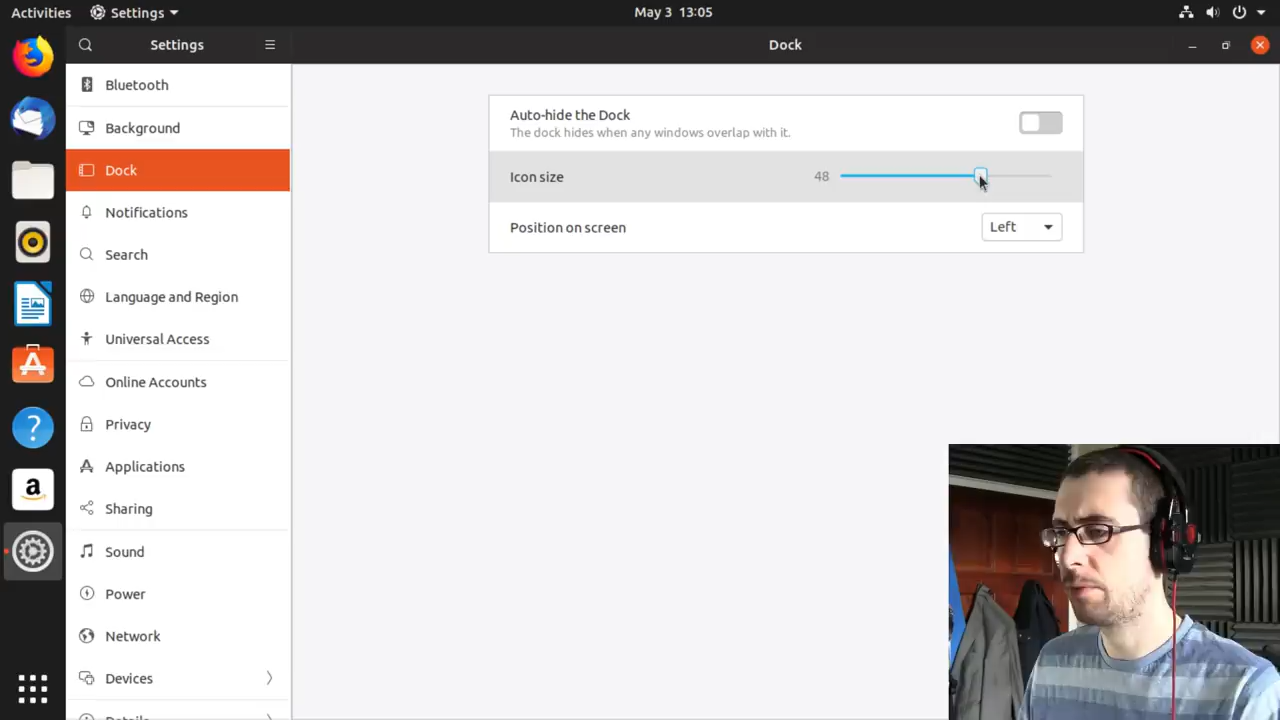 Activities
Settings
May 3 13:05
Settings
Dock
Bluetooth
Background
Dock
Notifications
Search
Language and Region
Universal Access
Online Accounts
Privacy
Applications
Sharing
Sound
Power
Network
Devices
Details
Auto-hide the Dock
The dock hides when any windows overlap with it.
Icon size
48
Position on screen
Left
?
a